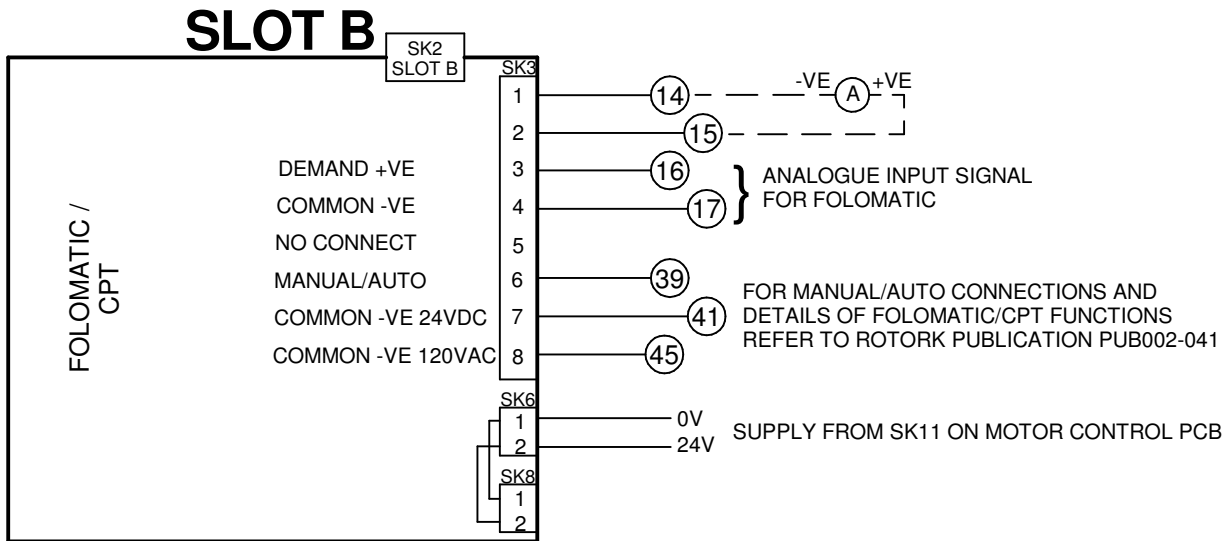 SLOT B
SK2
SLOT B
SK3
1
14
-VE
A
+VE
2
15
DEMAND +VE
3
16
ANALOGUE INPUT SIGNAL
FOR FOLOMATIC
COMMON -VE
4
17
NO CONNECT
5
MANUAL/AUTO
6
39
FOR MANUAL/AUTO CONNECTIONS AND
DETAILS OF FOLOMATIC/CPT FUNCTIONS
REFER TO ROTORK PUBLICATION PUB002-041
COMMON -VE 24VDC
7
41
COMMON -VE 120VAC
8
45
FOLOMATIC /
CPT
SK6
1
0V
2
24V
SUPPLY FROM SK11 ON MOTOR CONTROL PCB
SK8
1
2